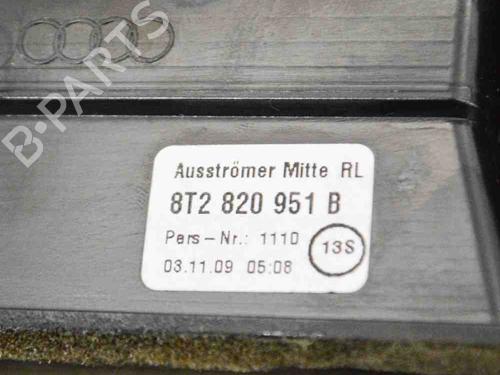 B-PARTS
Ausströmer Mitte RL
8T2 820 951 B
Pers-Nr.: 1110
13S
03.11.09 05:08